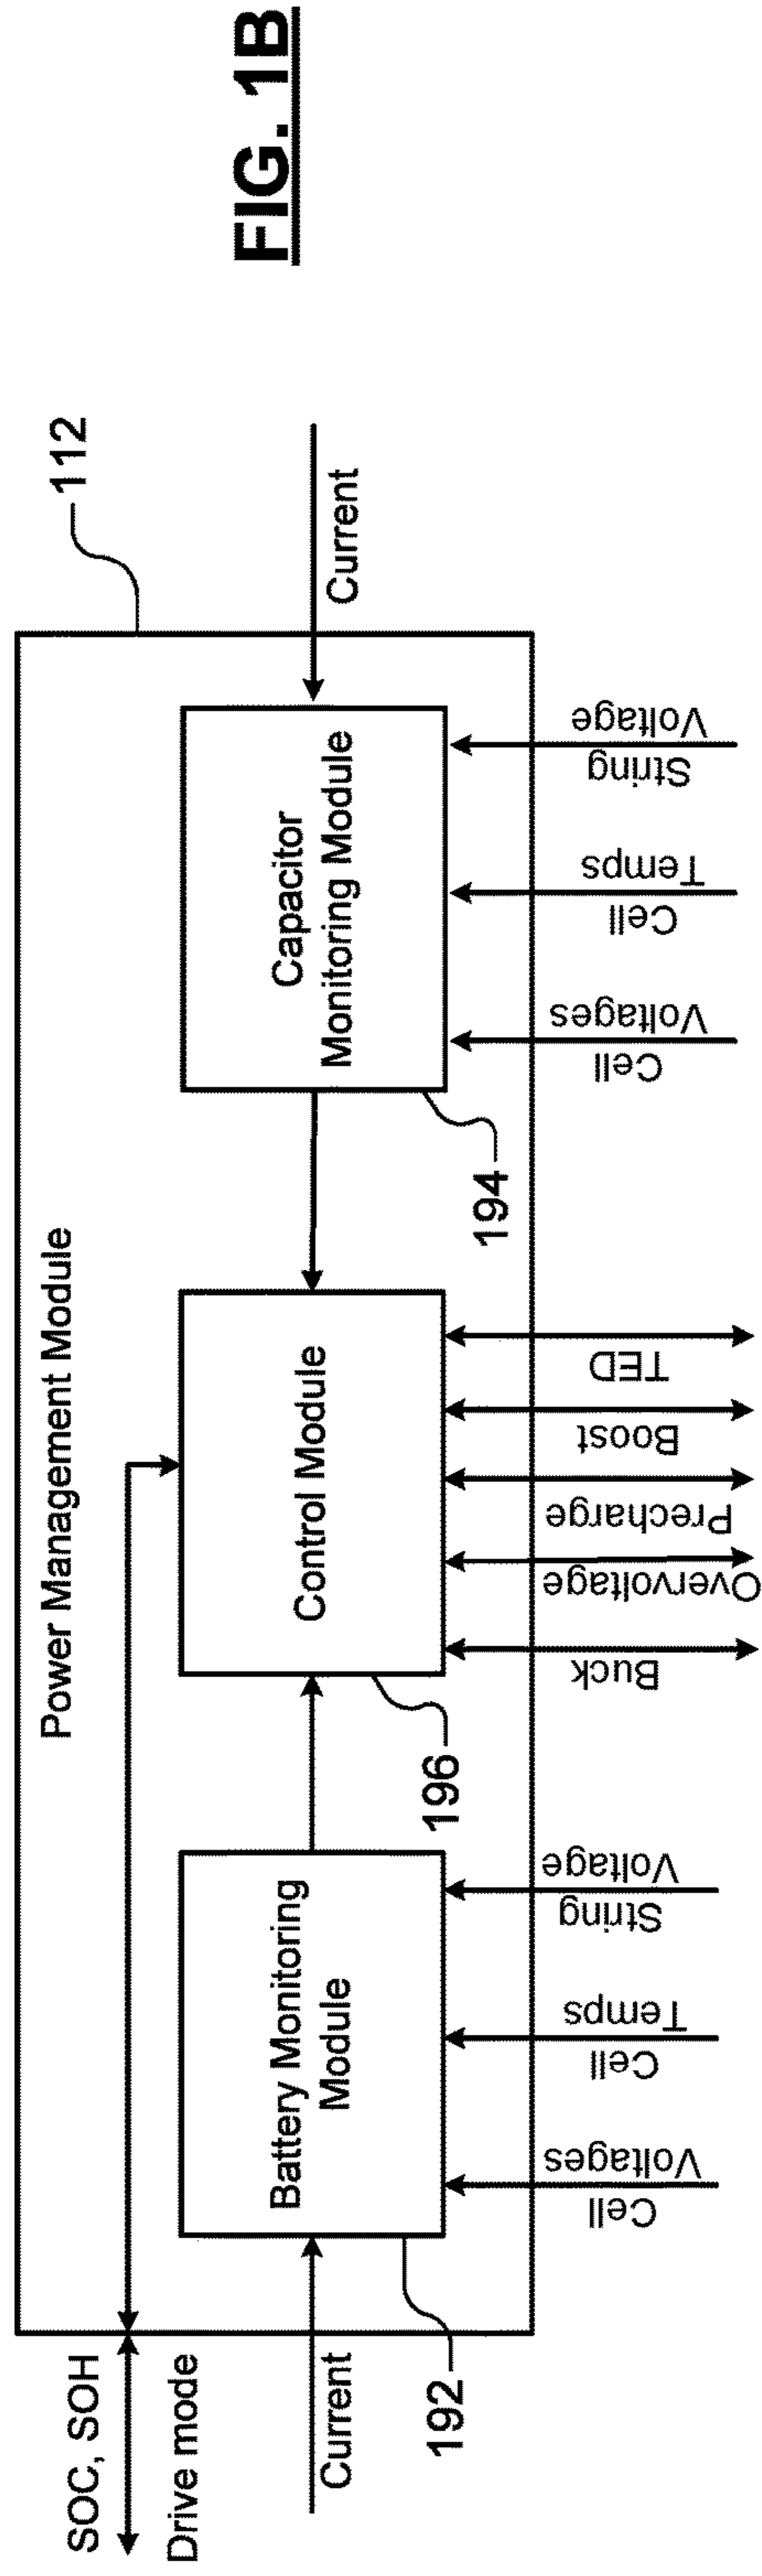 Power Management Module
112
SOC, SOH
Drive mode
Current
Battery Monitoring
Module
192
Control Module
196
Capacitor
Monitoring Module
194
Current
Cell
Voltages
Cell
Temps
String
Voltage
Buck
Overvoltage
Precharge
Boost
TED
Cell
Voltages
Cell
Temps
String
Voltage
FIG. 1B